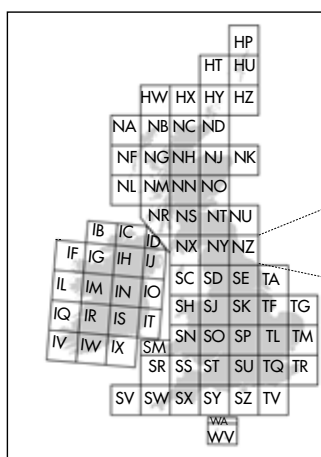 HP
HT HU
HW HX HY HZ
NA NB NC ND
NF NG NH NJ NK
NL NM NN NO
NR NS NT NU
IB IC ID NX NY NZ
IF IG IH IJ
SC SD SE TA
IL IM IN IO
SH SJ SK TF TG
IQ IR IS IT
SN SO SP TL TM
IV IW IX SM
SR SS ST SU TQ TR
SV SW SX SY SZ TV
WA
WV